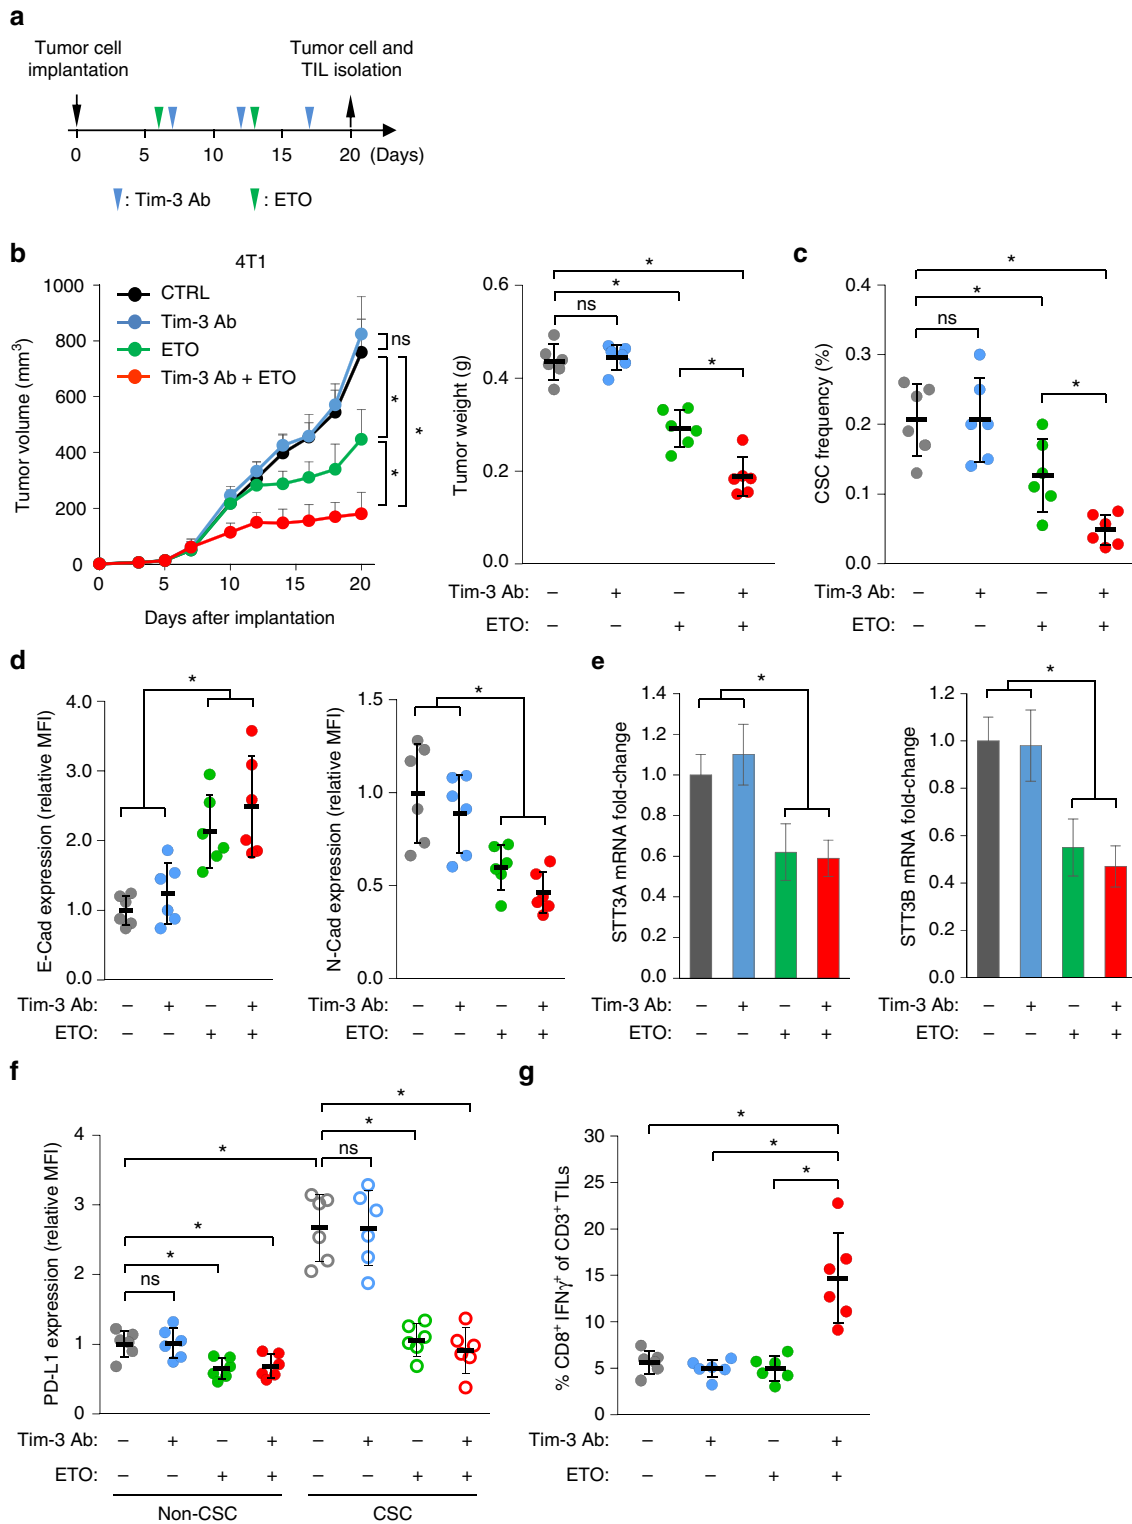 a
Tumor cell
implantation
Tumor cell and
TIL isolation
0 5 10 15 20 (Days)
: Tim-3 Ab : ETO
b
4T1
CTRL
Tim-3 Ab
ETO
Tim-3 Ab + ETO
Tumor volume (mm³)
1000
800
600
400
200
0
0 5 10 15 20
Days after implantation
ns
*
*
*
Tumor weight (g)
0.6
0.4
0.2
0.0
*
*
ns
*
Tim-3 Ab: – + – +
ETO: – – + +
c
CSC frequency (%)
0.4
0.3
0.2
0.1
0.0
*
*
ns
*
Tim-3 Ab: – + – +
ETO: – – + +
d
E-Cad expression (relative MFI)
4.0
3.0
2.0
1.0
0.0
*
Tim-3 Ab: – + – +
ETO: – – + +
N-Cad expression (relative MFI)
1.5
1.0
0.5
0.0
*
– + – +
– – + +
e
STT3A mRNA fold-change
1.4
1.2
1.0
0.8
0.6
0.4
0.2
0.0
*
Tim-3 Ab: – + – +
ETO: – – + +
STT3B mRNA fold-change
1.2
1.0
0.8
0.6
0.4
0.2
0.0
*
– + – +
– – + +
f
PD-L1 expression (relative MFI)
4
3
2
1
0
*
*
ns
*
*
*
ns
Tim-3 Ab: – + – + – + – +
ETO: – – + + – – + +
Non-CSC CSC
g
% CD8⁺ IFNγ⁺ of CD3⁺ TILs
30
25
20
15
10
5
0
*
*
*
Tim-3 Ab: – + – +
ETO: – – + +